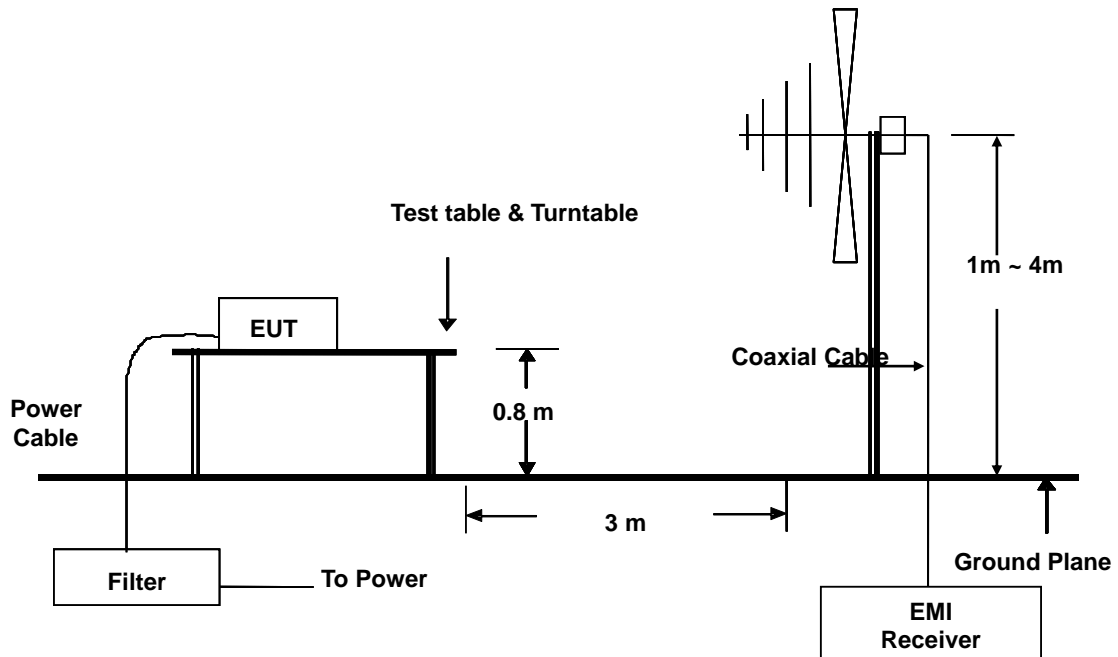 Test table & Turntable
1m ~ 4m
EUT
Coaxial Cable
0.8 m
Power
Cable
3 m
Ground Plane
Filter
To Power
EMI
Receiver